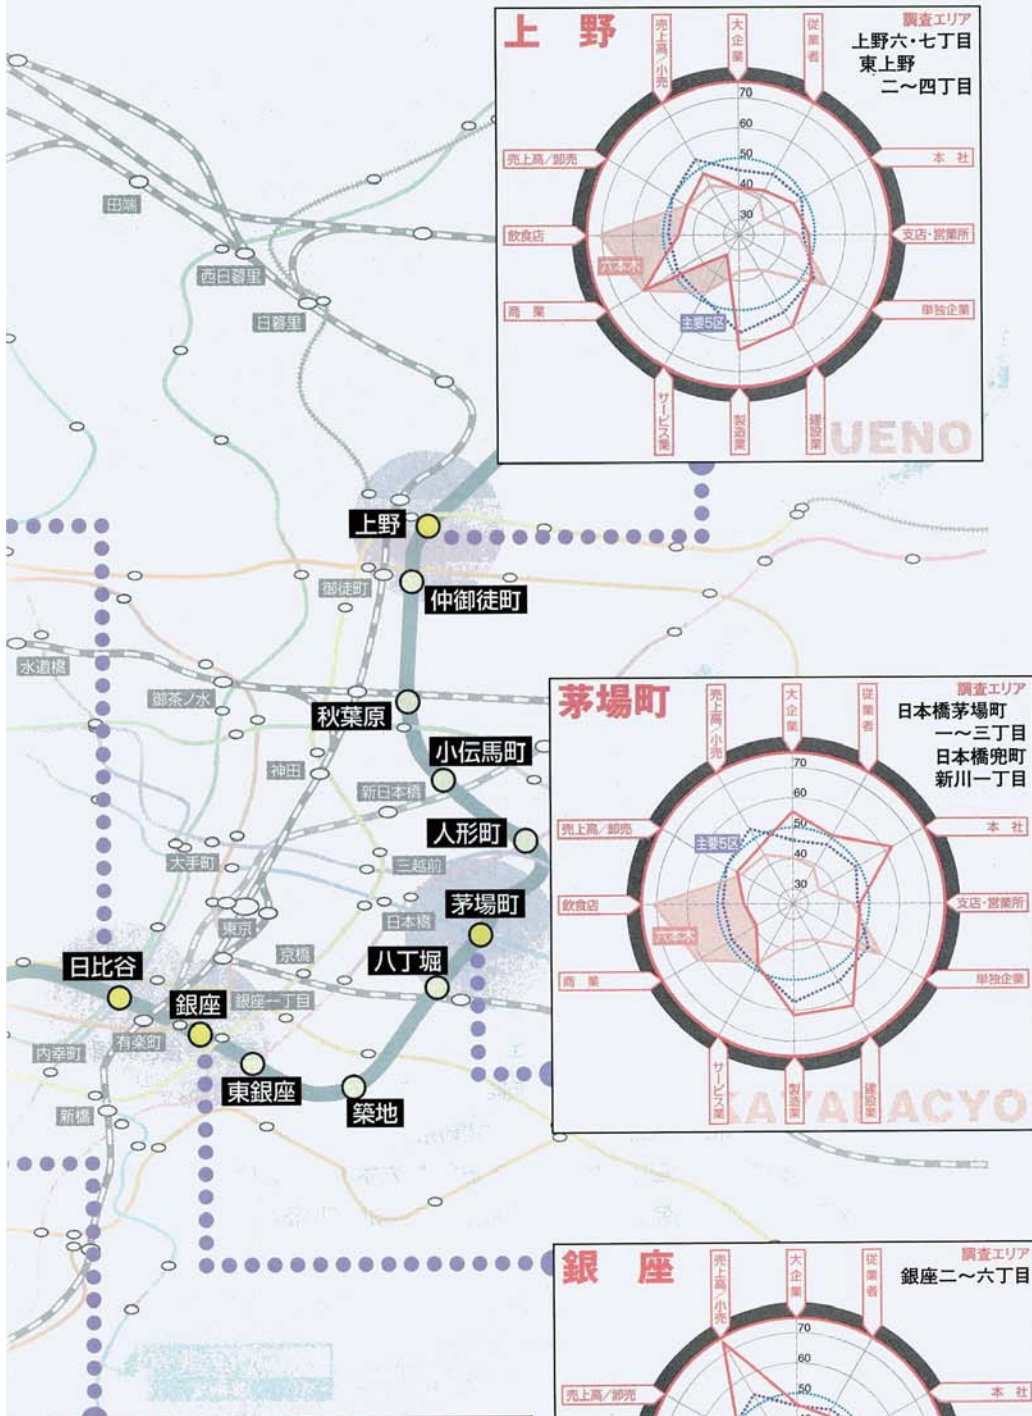 上野
調査エリア
上野六・七丁目
東上野
二〜四丁目
売上高/小売
大企業
従業者
売上高/卸売
本社
飲食店
支店・営業所
商業
単独企業
サービス業
製造業
建設業
70
60
50
40
30
六本木
主要5区
UENO
田端
西日暮里
日暮里
上野
御徒町
仲御徒町
水道橋
御茶ノ水
秋葉原
小伝馬町
神田
新日本橋
人形町
大手町
三越前
日本橋
茅場町
東京
京橋
八丁堀
日比谷
銀座
銀座一丁目
有楽町
内幸町
東銀座
築地
新橋
茅場町
調査エリア
日本橋茅場町
一〜三丁目
日本橋兜町
新川一丁目
売上高/小売
大企業
従業者
売上高/卸売
本社
飲食店
支店・営業所
商業
単独企業
サービス業
製造業
建設業
70
60
50
40
30
主要5区
六本木
KAYABACYO
銀座
調査エリア
銀座二〜六丁目
売上高/小売
大企業
従業者
売上高/卸売
本社
70
60
50